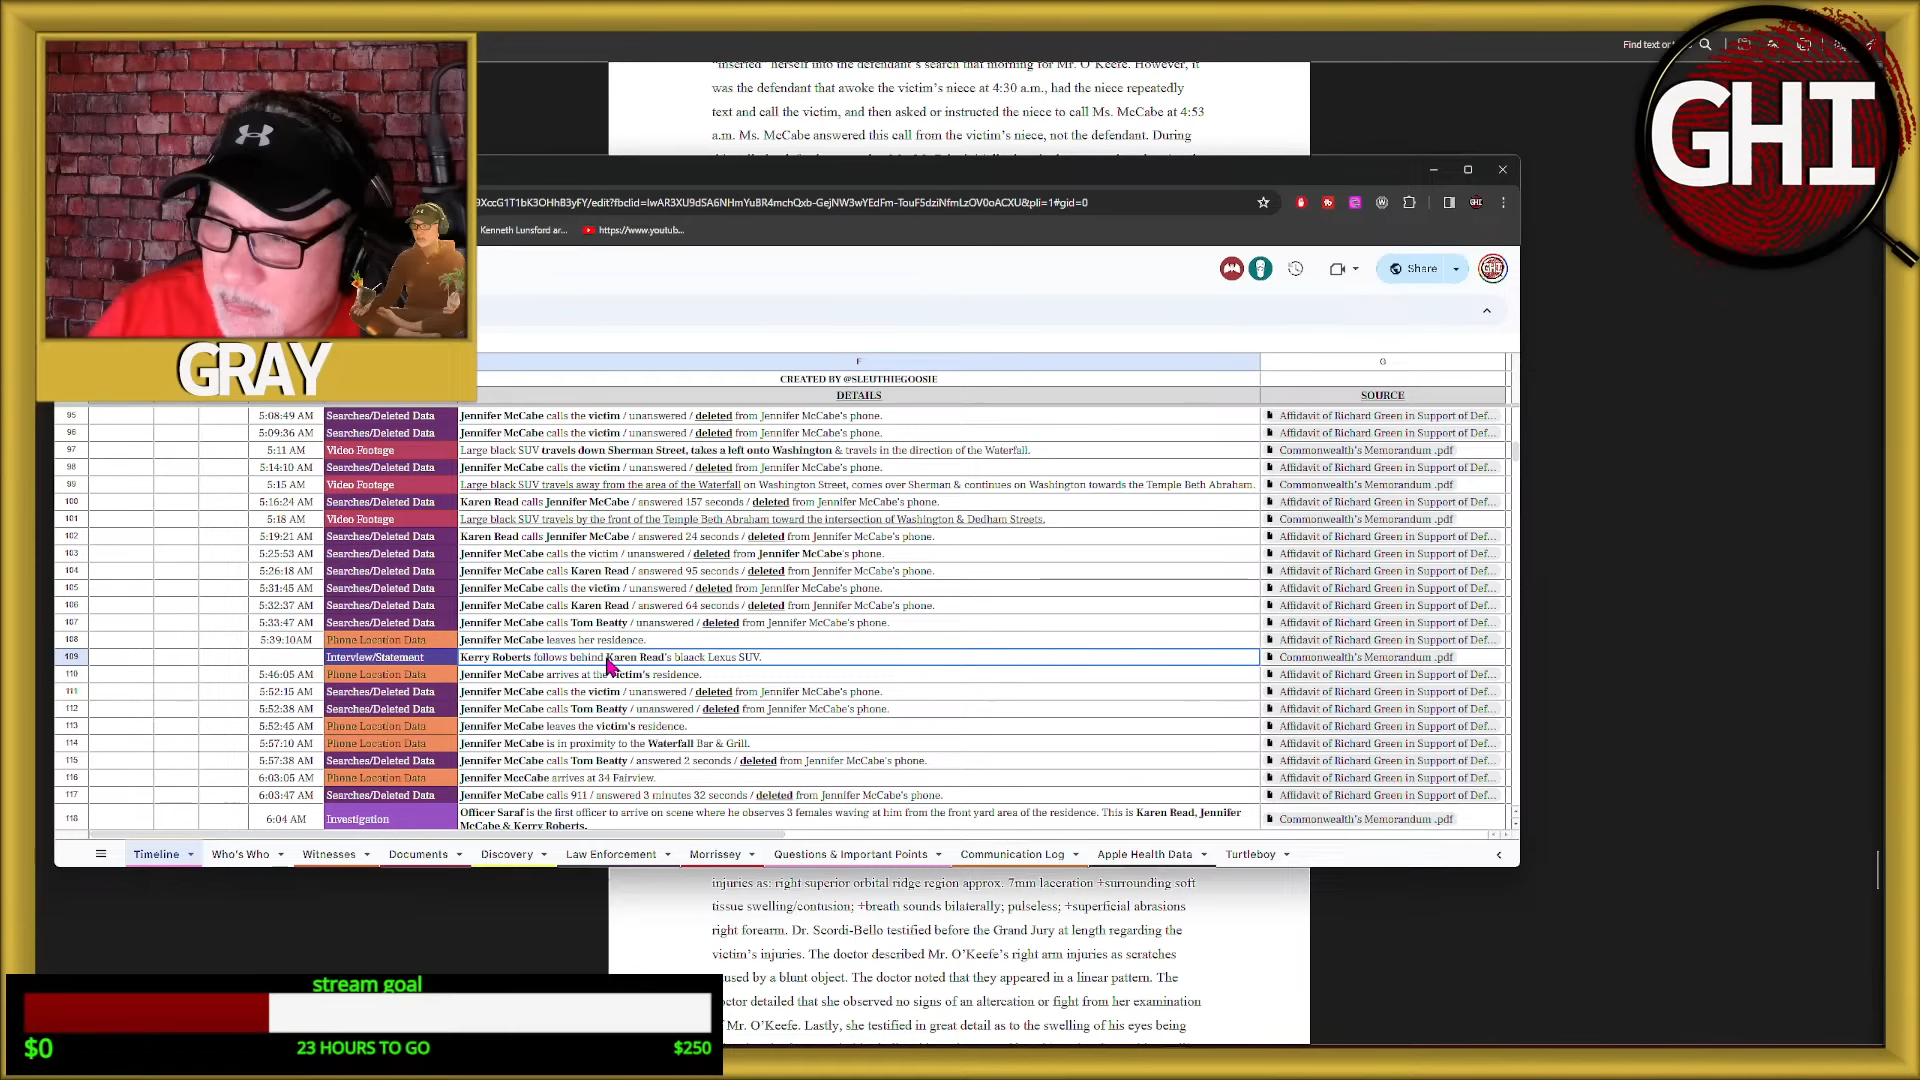 Find text or
GHI
"inserted" herself into the defendant's search that morning for Mr. O'Keefe. However, it
was the defendant that awoke the victim's niece at 4:30 a.m., had the niece repeatedly
text and call the victim, and then asked or instructed the niece to call Ms. McCabe at 4:53
a.m. Ms. McCabe answered this call from the victim's niece, not the defendant. During
GRAY
Kenneth Lunsford ar...
https://www.youtub...
Share
F
G
CREATED BY @SLEUTHIEGOOSIE
DETAILS
SOURCE
95 5:08:49 AM Searches/Deleted Data Jennifer McCabe calls the victim / unanswered / deleted from Jennifer McCabe's phone. Affidavit of Richard Green in Support of Def...
96 5:09:36 AM Searches/Deleted Data Jennifer McCabe calls the victim / unanswered / deleted from Jennifer McCabe's phone. Affidavit of Richard Green in Support of Def...
97 5:11 AM Video Footage Large black SUV travels down Sherman Street, takes a left onto Washington & travels in the direction of the Waterfall. Commonwealth's Memorandum .pdf
98 5:14:10 AM Searches/Deleted Data Jennifer McCabe calls the victim / unanswered / deleted from Jennifer McCabe's phone. Affidavit of Richard Green in Support of Def...
99 5:15 AM Video Footage Large black SUV travels away from the area of the Waterfall on Washington Street, comes over Sherman & continues on Washington towards the Temple Beth Abraham. Commonwealth's Memorandum .pdf
100 5:16:24 AM Searches/Deleted Data Karen Read calls Jennifer McCabe / answered 157 seconds / deleted from Jennifer McCabe's phone. Affidavit of Richard Green in Support of Def...
101 5:18 AM Video Footage Large black SUV travels by the front of the Temple Beth Abraham toward the intersection of Washington & Dedham Streets. Commonwealth's Memorandum .pdf
102 5:19:21 AM Searches/Deleted Data Karen Read calls Jennifer McCabe / answered 24 seconds / deleted from Jennifer McCabe's phone. Affidavit of Richard Green in Support of Def...
103 5:25:53 AM Searches/Deleted Data Jennifer McCabe calls the victim / unanswered / deleted from Jennifer McCabe's phone. Affidavit of Richard Green in Support of Def...
104 5:26:18 AM Searches/Deleted Data Jennifer McCabe calls Karen Read / answered 95 seconds / deleted from Jennifer McCabe's phone. Affidavit of Richard Green in Support of Def...
105 5:31:45 AM Searches/Deleted Data Jennifer McCabe calls the victim / unanswered / deleted from Jennifer McCabe's phone. Affidavit of Richard Green in Support of Def...
106 5:32:37 AM Searches/Deleted Data Jennifer McCabe calls Karen Read / answered 64 seconds / deleted from Jennifer McCabe's phone. Affidavit of Richard Green in Support of Def...
107 5:33:47 AM Searches/Deleted Data Jennifer McCabe calls Tom Beatty / unanswered / deleted from Jennifer McCabe's phone. Affidavit of Richard Green in Support of Def...
108 5:39:10AM Phone Location Data Jennifer McCabe leaves her residence. Affidavit of Richard Green in Support of Def...
109 Interview/Statement Kerry Roberts follows behind Karen Read's blaack Lexus SUV. Commonwealth's Memorandum .pdf
110 5:46:05 AM Phone Location Data Jennifer McCabe arrives at the victim's residence. Affidavit of Richard Green in Support of Def...
111 5:52:15 AM Searches/Deleted Data Jennifer McCabe calls the victim / unanswered / deleted from Jennifer McCabe's phone. Affidavit of Richard Green in Support of Def...
112 5:52:38 AM Searches/Deleted Data Jennifer McCabe calls Tom Beatty / unanswered / deleted from Jennifer McCabe's phone. Affidavit of Richard Green in Support of Def...
113 5:52:45 AM Phone Location Data Jennifer McCabe leaves the victim's residence. Affidavit of Richard Green in Support of Def...
114 5:57:10 AM Phone Location Data Jennifer McCabe is in proximity to the Waterfall Bar & Grill. Affidavit of Richard Green in Support of Def...
115 5:57:38 AM Searches/Deleted Data Jennifer McCabe calls Tom Beatty / answered 2 seconds / deleted from Jennifer McCabe's phone. Affidavit of Richard Green in Support of Def...
116 6:03:05 AM Phone Location Data Jennifer MccCabe arrives at 34 Fairview. Affidavit of Richard Green in Support of Def...
117 6:03:47 AM Searches/Deleted Data Jennifer McCabe calls 911 / answered 3 minutes 32 seconds / deleted from Jennifer McCabe's phone. Affidavit of Richard Green in Support of Def...
118 6:04 AM Investigation Officer Saraf is the first officer to arrive on scene where he observes 3 females waving at him from the front yard area of the residence. This is Karen Read, Jennifer Commonwealth's Memorandum .pdf
McCabe & Kerry Roberts.
Timeline Who's Who Witnesses Documents Discovery Law Enforcement Morrissey Questions & Important Points Communication Log Apple Health Data Turtleboy
injuries as: right superior orbital ridge region approx. 7mm laceration +surrounding soft
tissue swelling/contusion; +breath sounds bilaterally; pulseless; +superficial abrasions
right forearm. Dr. Scordi-Bello testified before the Grand Jury at length regarding the
victim's injuries. The doctor described Mr. O'Keefe's right arm injuries as scratches
used by a blunt object. The doctor noted that they appeared in a linear pattern. The
octor detailed that she observed no signs of an altercation or fight from her examination
Mr. O'Keefe. Lastly, she testified in great detail as to the swelling of his eyes being
stream goal
$0
23 HOURS TO GO
$250